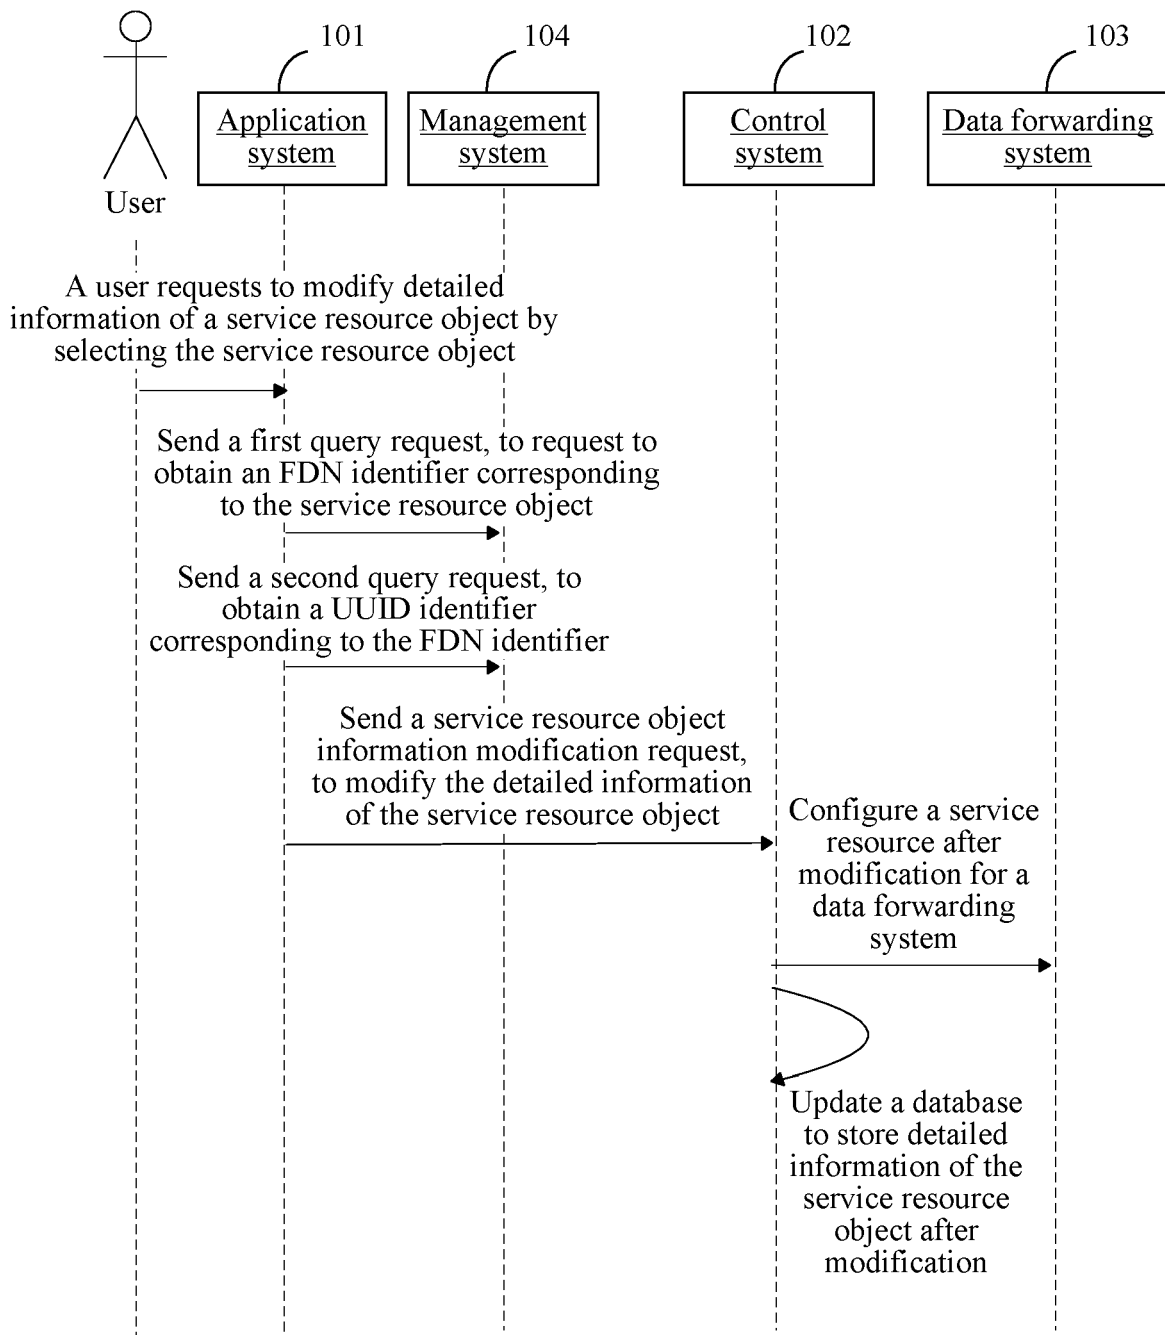 101
104
102
103
Application
system
Management
system
Control
system
Data forwarding
system
User
A user requests to modify detailed
information of a service resource object by
selecting the service resource object
Send a first query request, to request to
obtain an FDN identifier corresponding
to the service resource object
Send a second query request, to
obtain a UUID identifier
corresponding to the FDN identifier
Send a service resource object
information modification request,
to modify the detailed information
of the service resource object
Configure a service
resource after
modification for a
data forwarding
system
Update a database
to store detailed
information of the
service resource
object after
modification